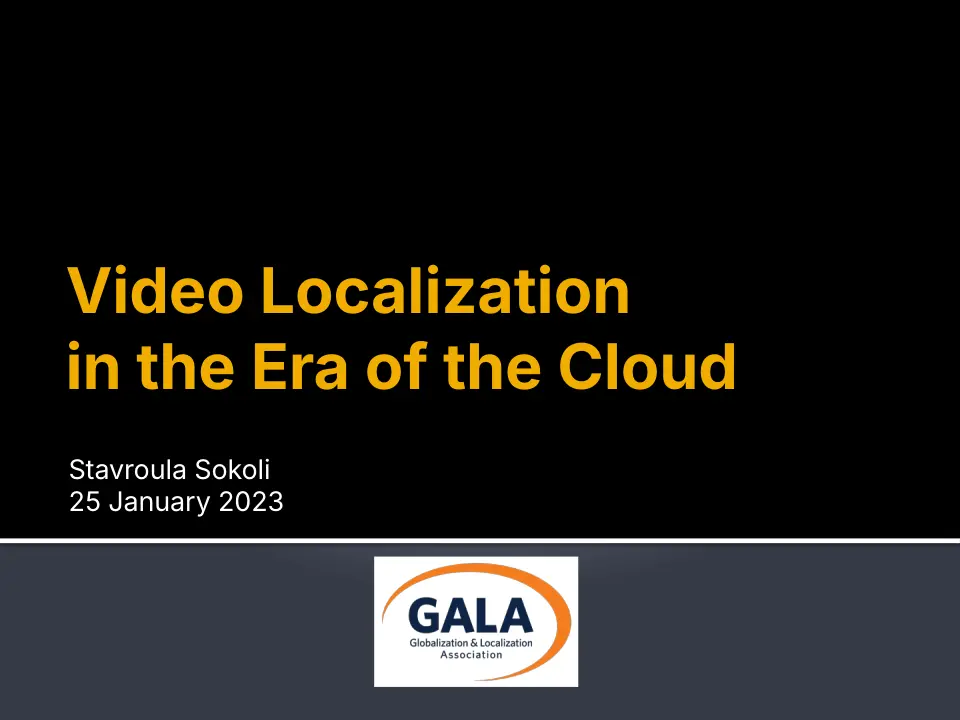 Video Localization
in the Era of the Cloud
Stavroula Sokoli
25 January 2023
GALA
Globalization & Localization
Association